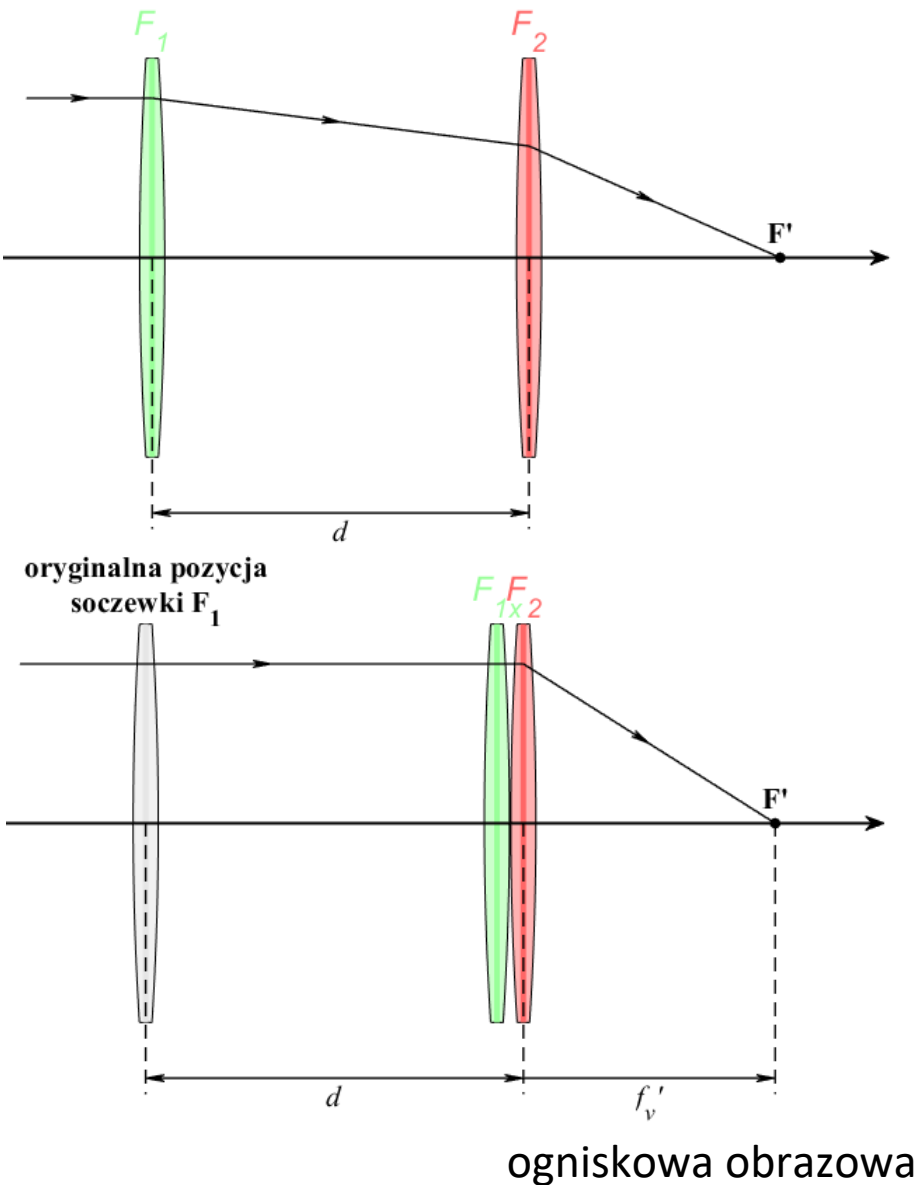 F1 F2
F'
d
oryginalna pozycja
soczewki F1
F1x F2
F'
d fv'
ogniskowa obrazowa